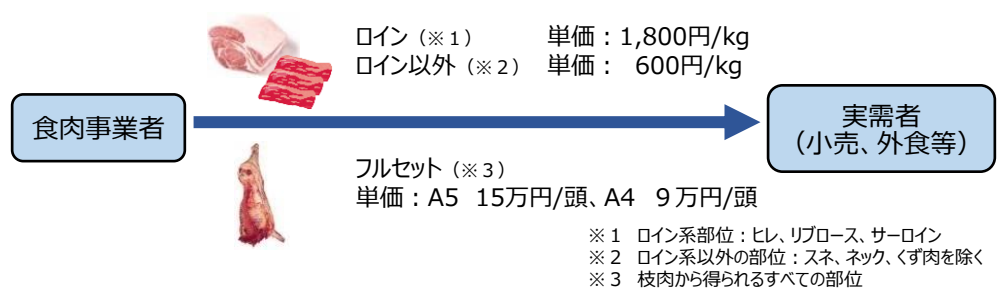 ロイン（※１） 単価：1,800円/kg
ロイン以外（※２） 単価： 600円/kg
食肉事業者
実需者
（小売、外食等）
フルセット（※３）
単価：A5 15万円/頭、A4 ９万円/頭
※１ ロイン系部位：ヒレ、リブロース、サーロイン
※２ ロイン系以外の部位：スネ、ネック、くず肉を除く
※３ 枝肉から得られるすべての部位